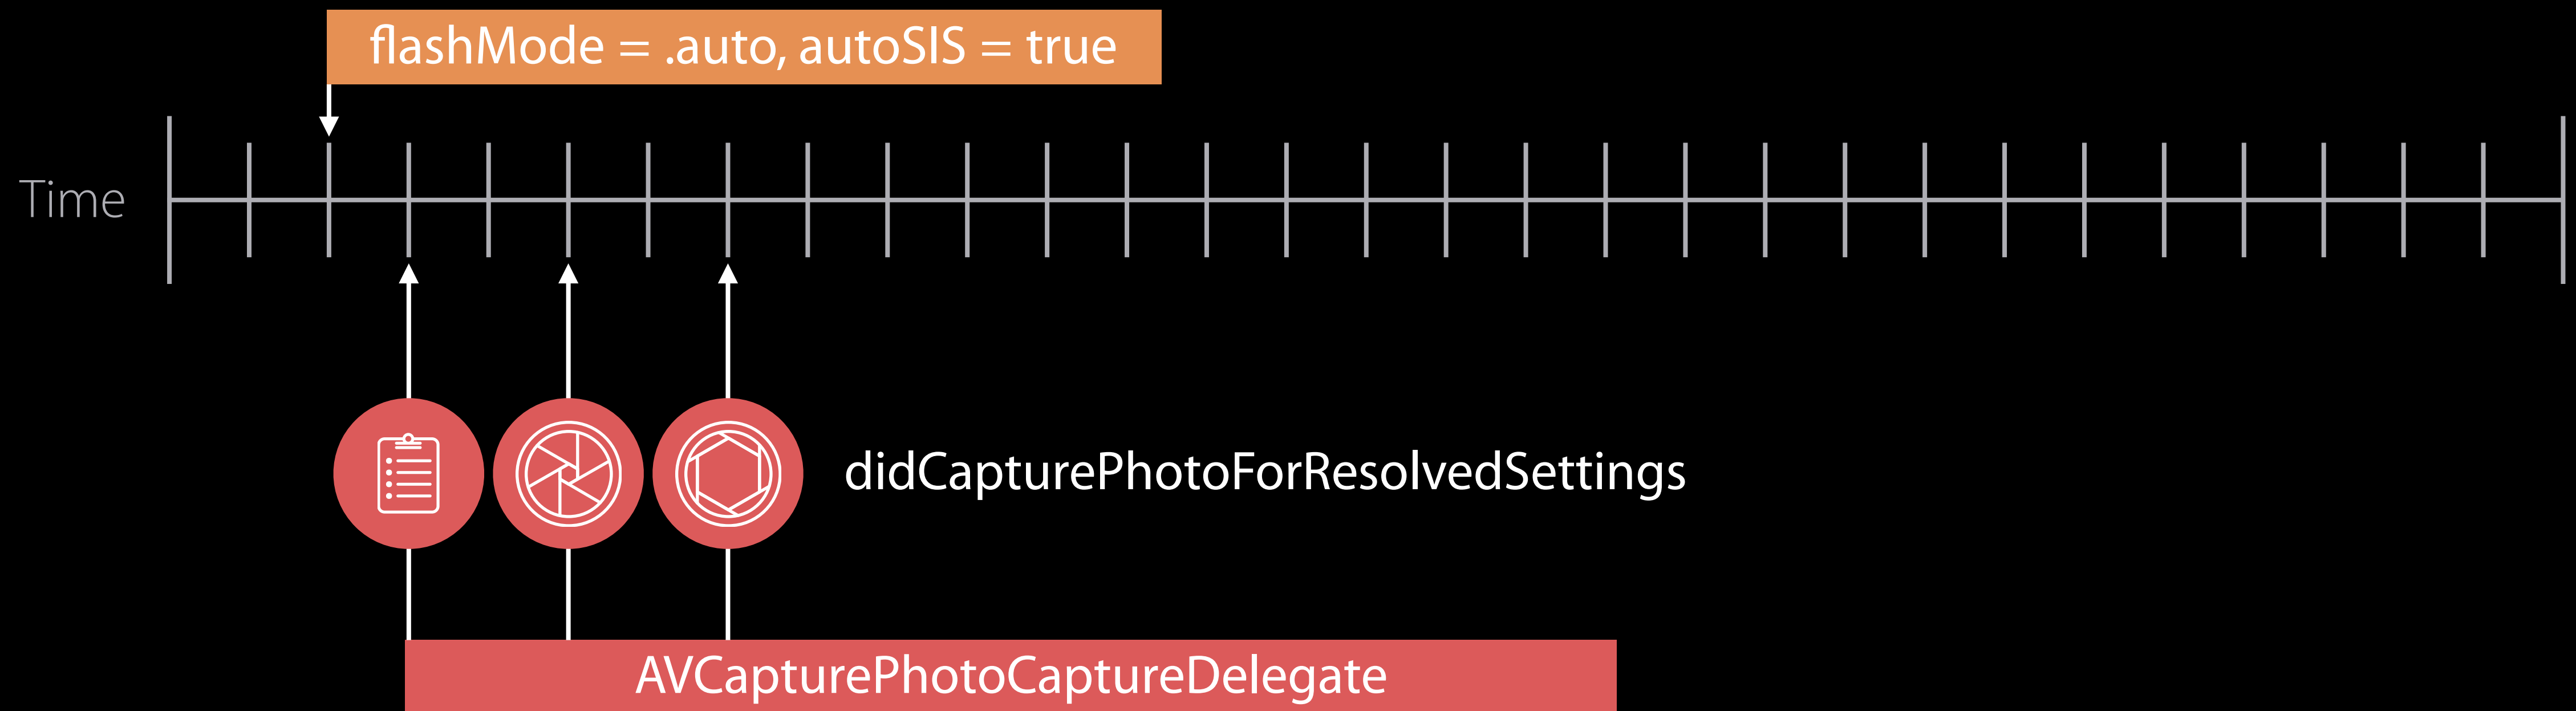 flashMode = .auto, autoSIS = true
Time
didCapturePhotoForResolvedSettings
AVCapturePhotoCaptureDelegate